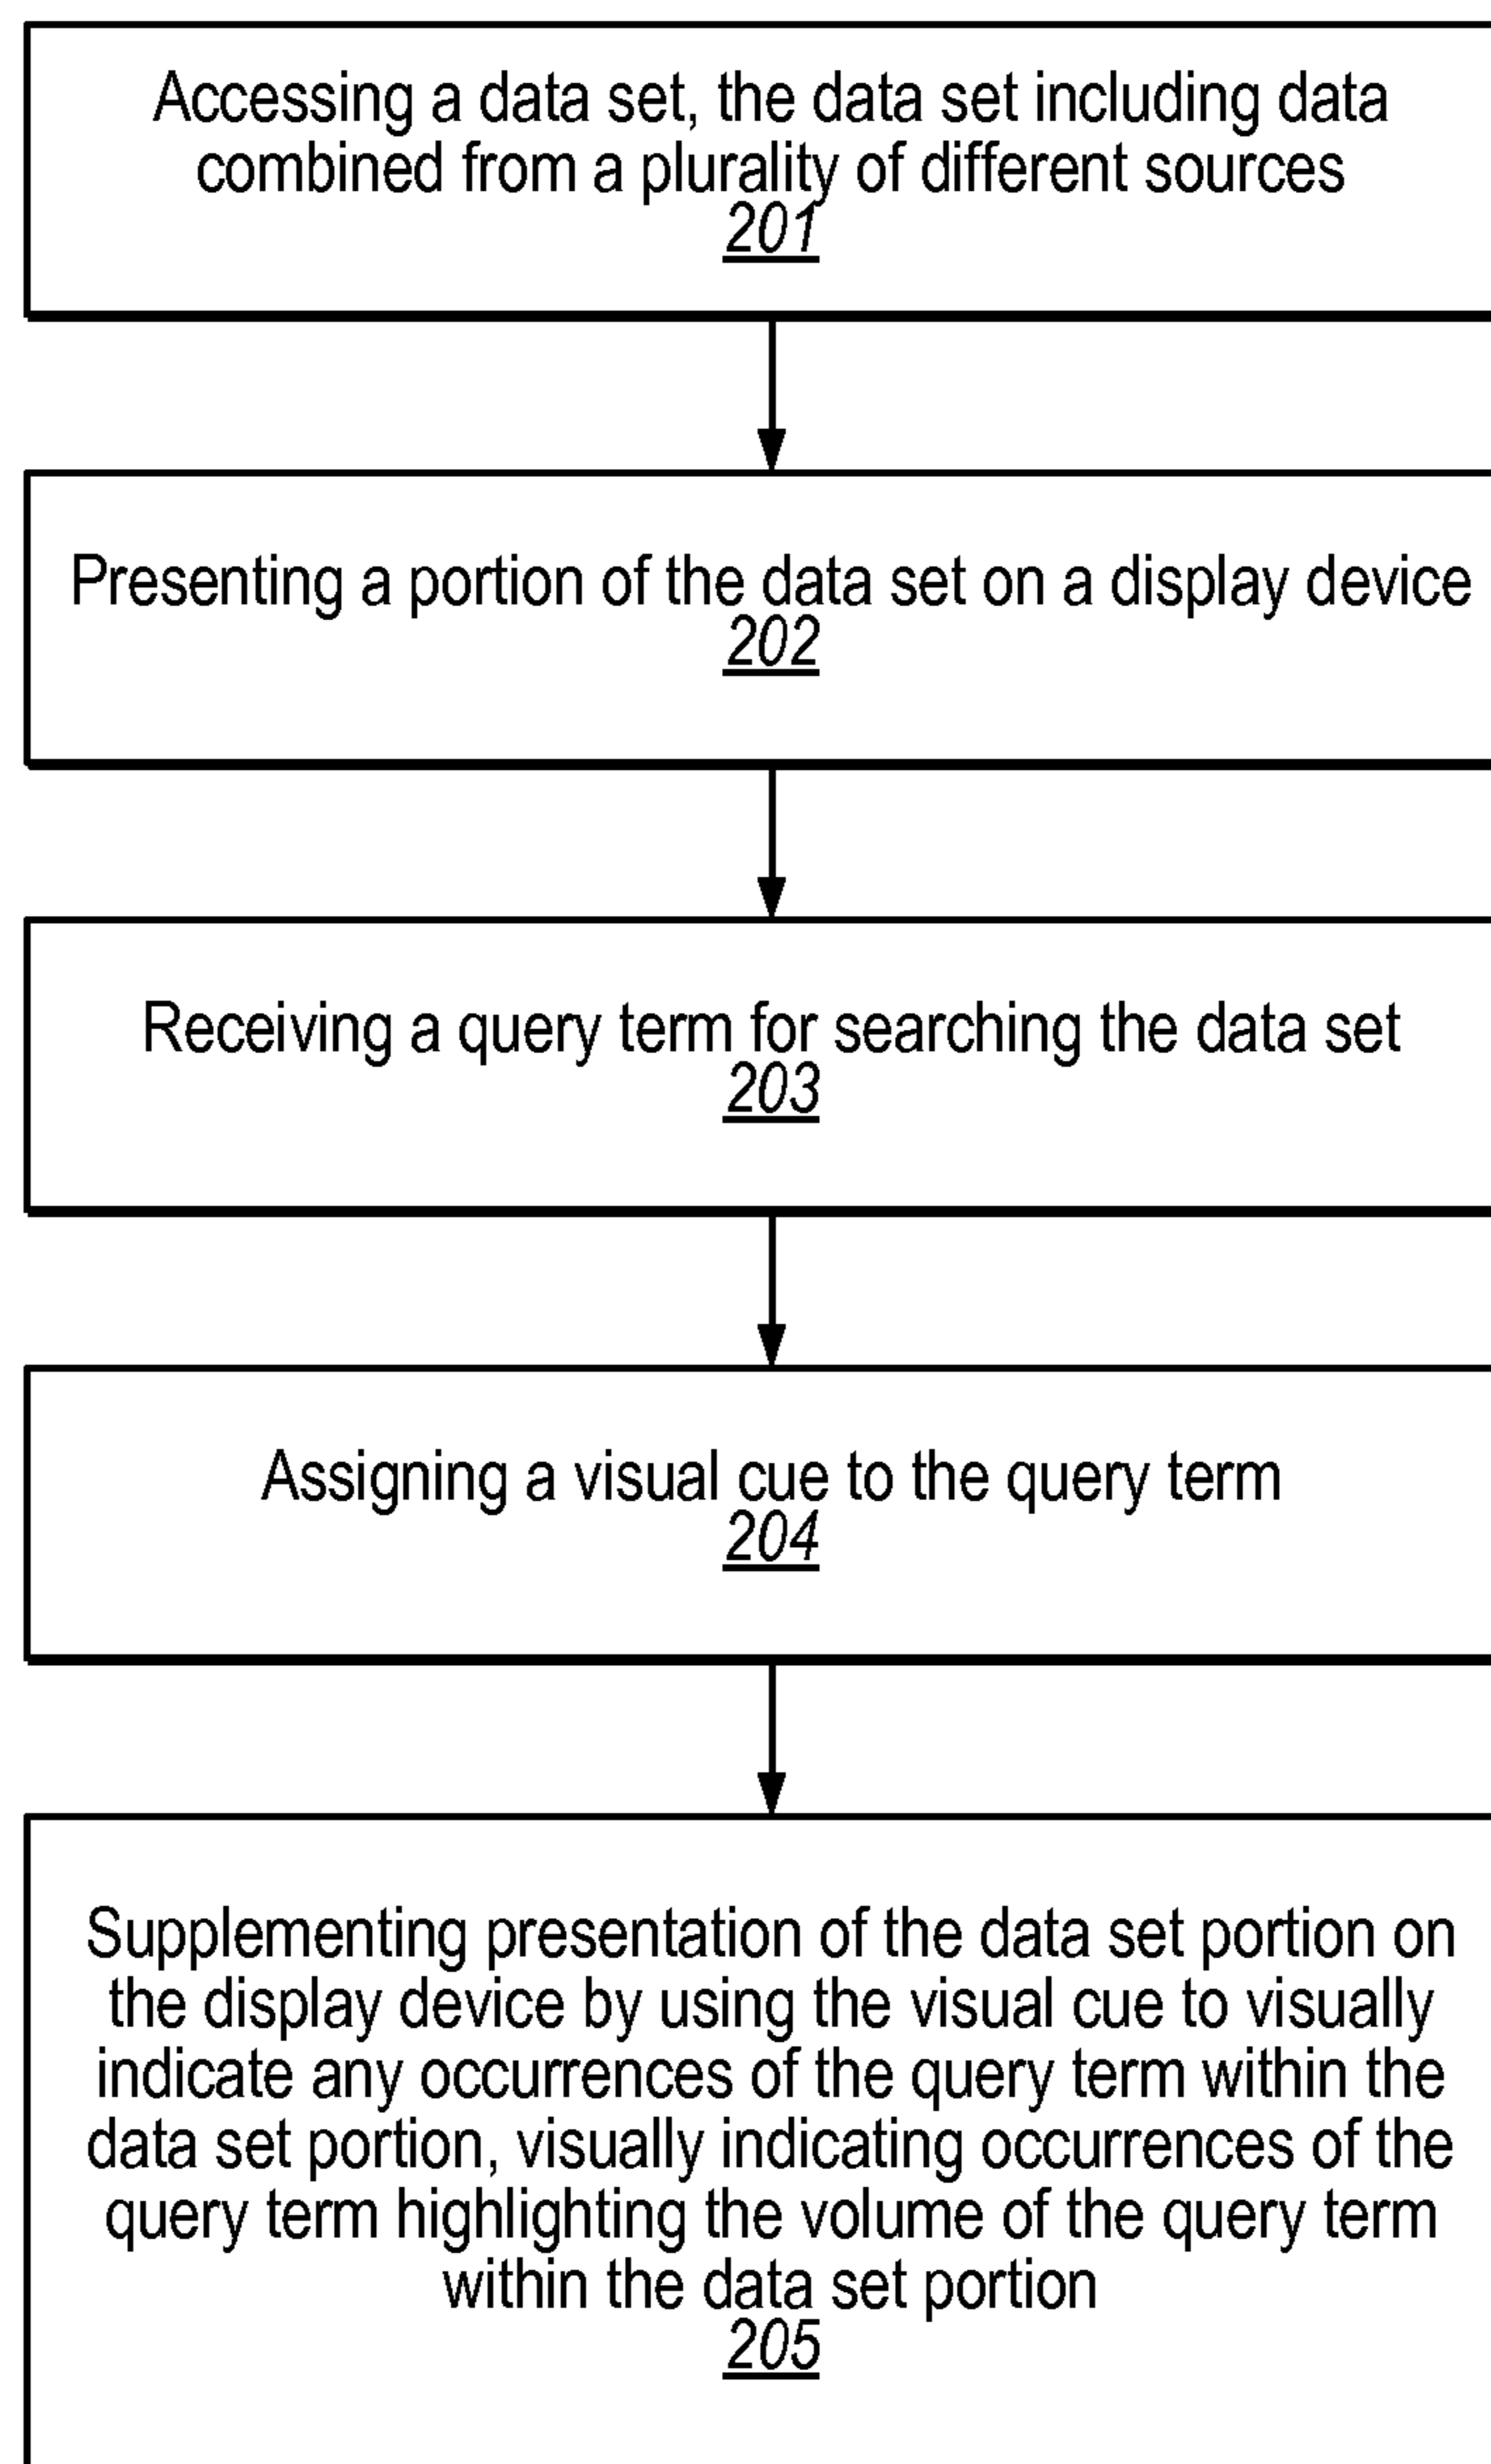 Accessing a data set, the data set including data
combined from a plurality of different sources
201
Presenting a portion of the data set on a display device
202
Receiving a query term for searching the data set
203
Assigning a visual cue to the query term
204
Supplementing presentation of the data set portion on
the display device by using the visual cue to visually
indicate any occurrences of the query term within the
data set portion, visually indicating occurrences of the
query term highlighting the volume of the query term
within the data set portion
205